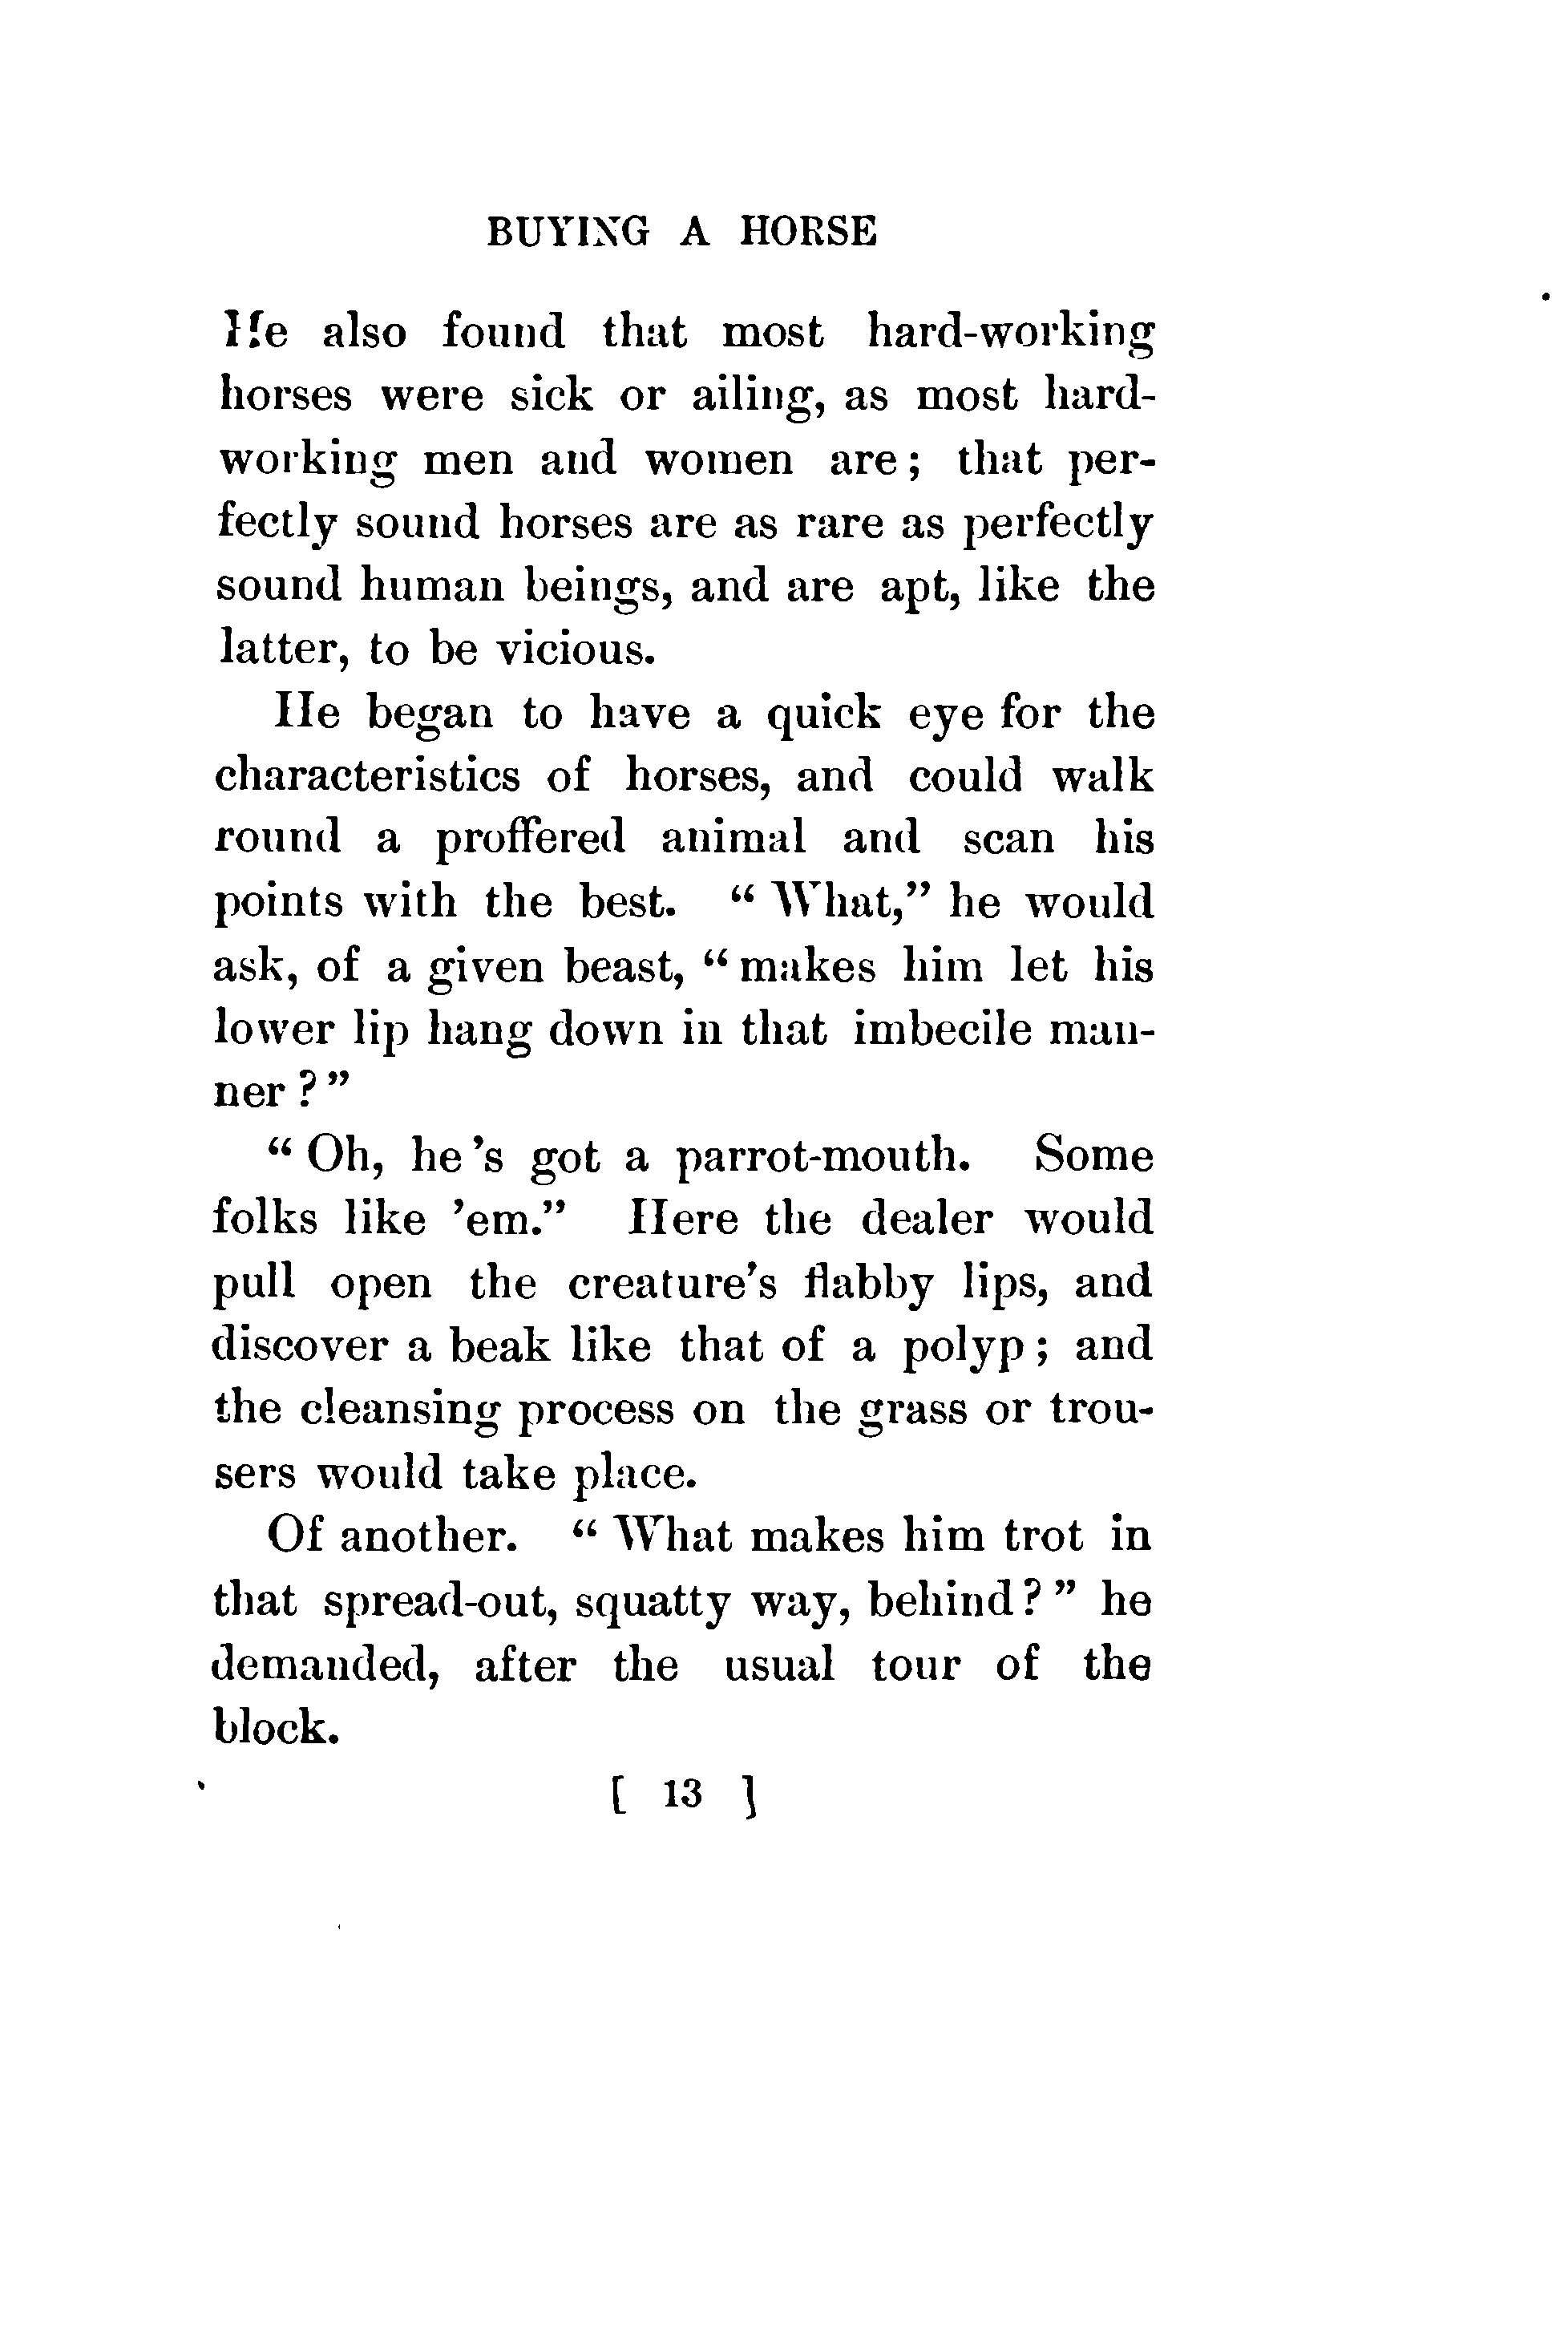 BUYING A HORSE
He also found that most hard-working
horses were sick or ailing, as most hard-
working men and women are; that per-
fectly sound horses are as rare as perfectly
sound human beings, and are apt, like the
latter, to be vicious.
He began to have a quick eye for the
characteristics of horses, and could walk
round a proffered animal and scan his
points with the best. “ What,” he would
ask, of a given beast, “ makes him let his
lower lip hang down in that imbecile man-
ner ? ”
“ Oh, he ’s got a parrot-mouth. Some
folks like ’em.” Here the dealer would
pull open the creature’s flabby lips, and
discover a beak like that of a polyp ; and
the cleansing process on the grass or trou-
sers would take place.
Of another. “ What makes him trot in
that spread-out, squatty way, behind ? ” he
demanded, after the usual tour of the
block.
[ 13 ]